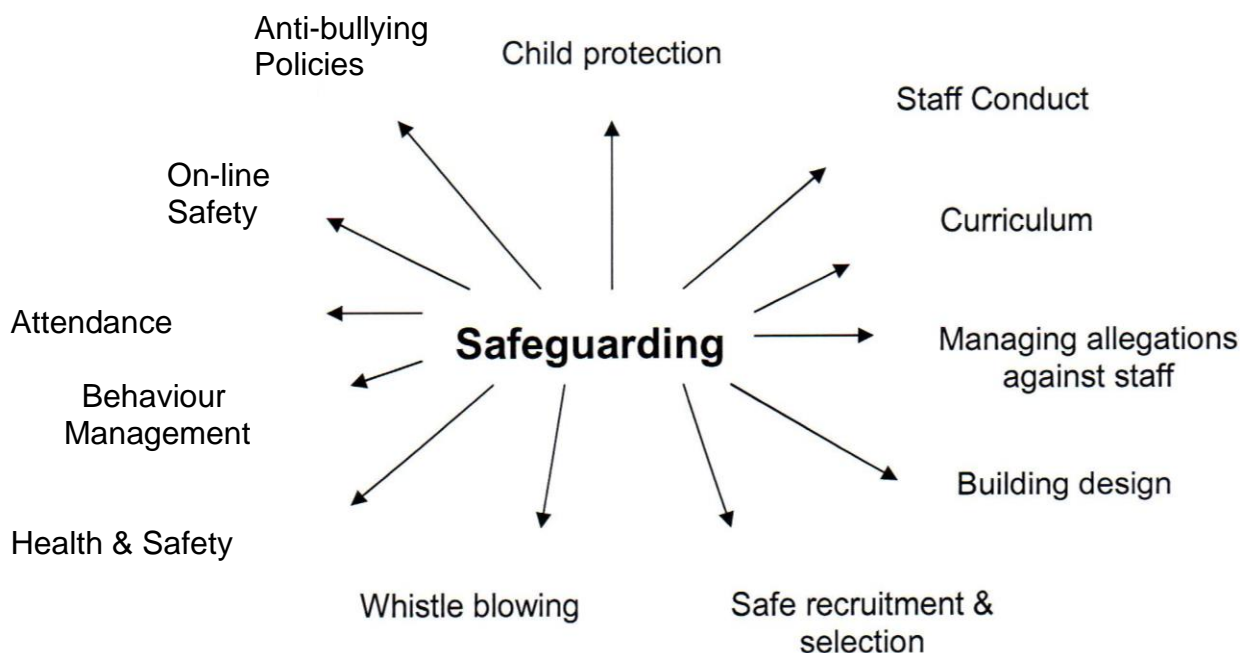 Anti-bullying
Policies
Child protection
Staff Conduct
On-line
Safety
Curriculum
Attendance
Safeguarding
Managing allegations
against staff
Behaviour
Management
Building design
Health & Safety
Whistle blowing
Safe recruitment &
selection